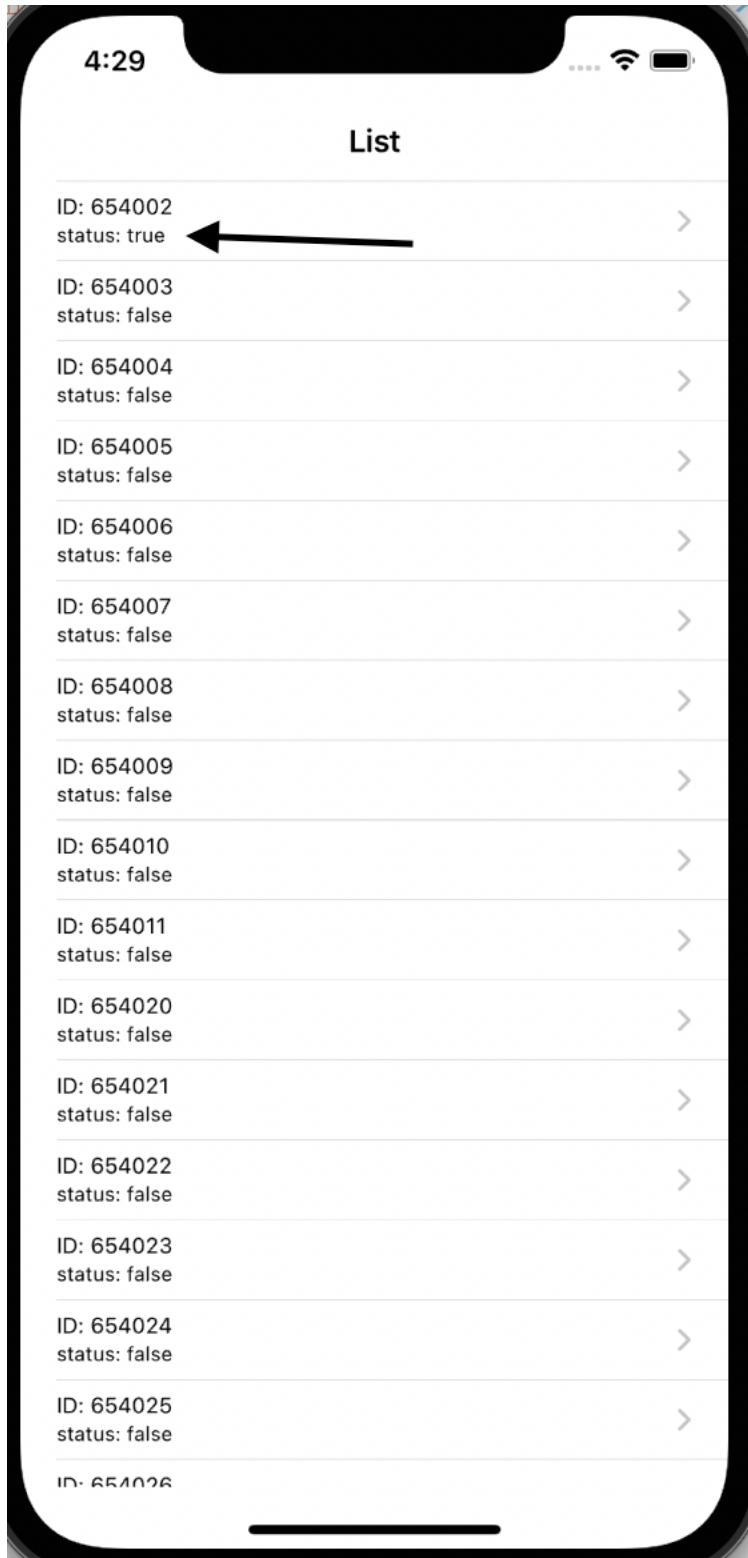 4:29
List
ID: 654002
status: true
ID: 654003
status: false
ID: 654004
status: false
ID: 654005
status: false
ID: 654006
status: false
ID: 654007
status: false
ID: 654008
status: false
ID: 654009
status: false
ID: 654010
status: false
ID: 654011
status: false
ID: 654020
status: false
ID: 654021
status: false
ID: 654022
status: false
ID: 654023
status: false
ID: 654024
status: false
ID: 654025
status: false
ID: 654026